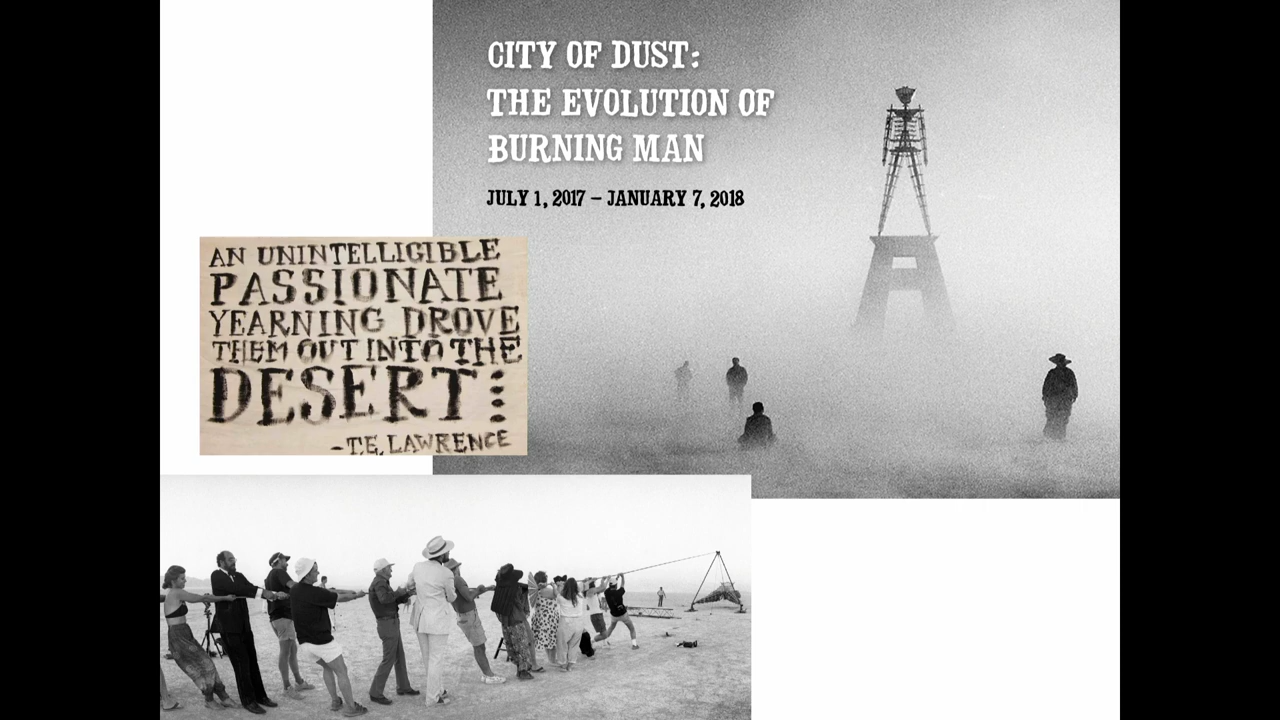 CITY OF DUST:
THE EVOLUTION OF
BURNING MAN
JULY 1, 2017 – JANUARY 7, 2018
AN UNINTELLIGIBLE
PASSIONATE
YEARNING DROVE
THEM OUT INTO THE
DESERT....
-T.E. LAWRENCE